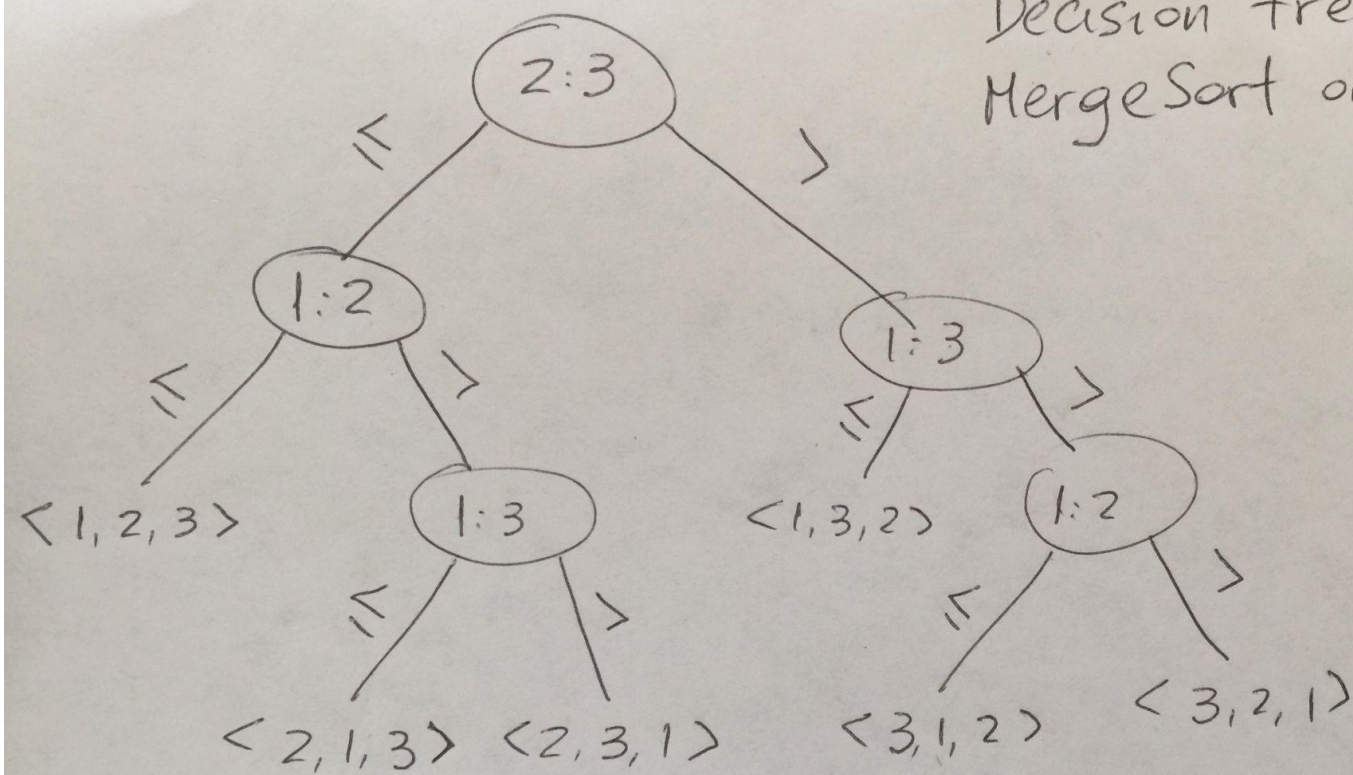 Decision Tre
MergeSort o
2:3
≤ >
1:2
1:3
≤ >
≤ >
<1, 2, 3>
1:3
<1, 3, 2>
1:2
≤ >
≤ >
<2, 1, 3> <2, 3, 1>
<3, 1, 2>
<3, 2, 1>